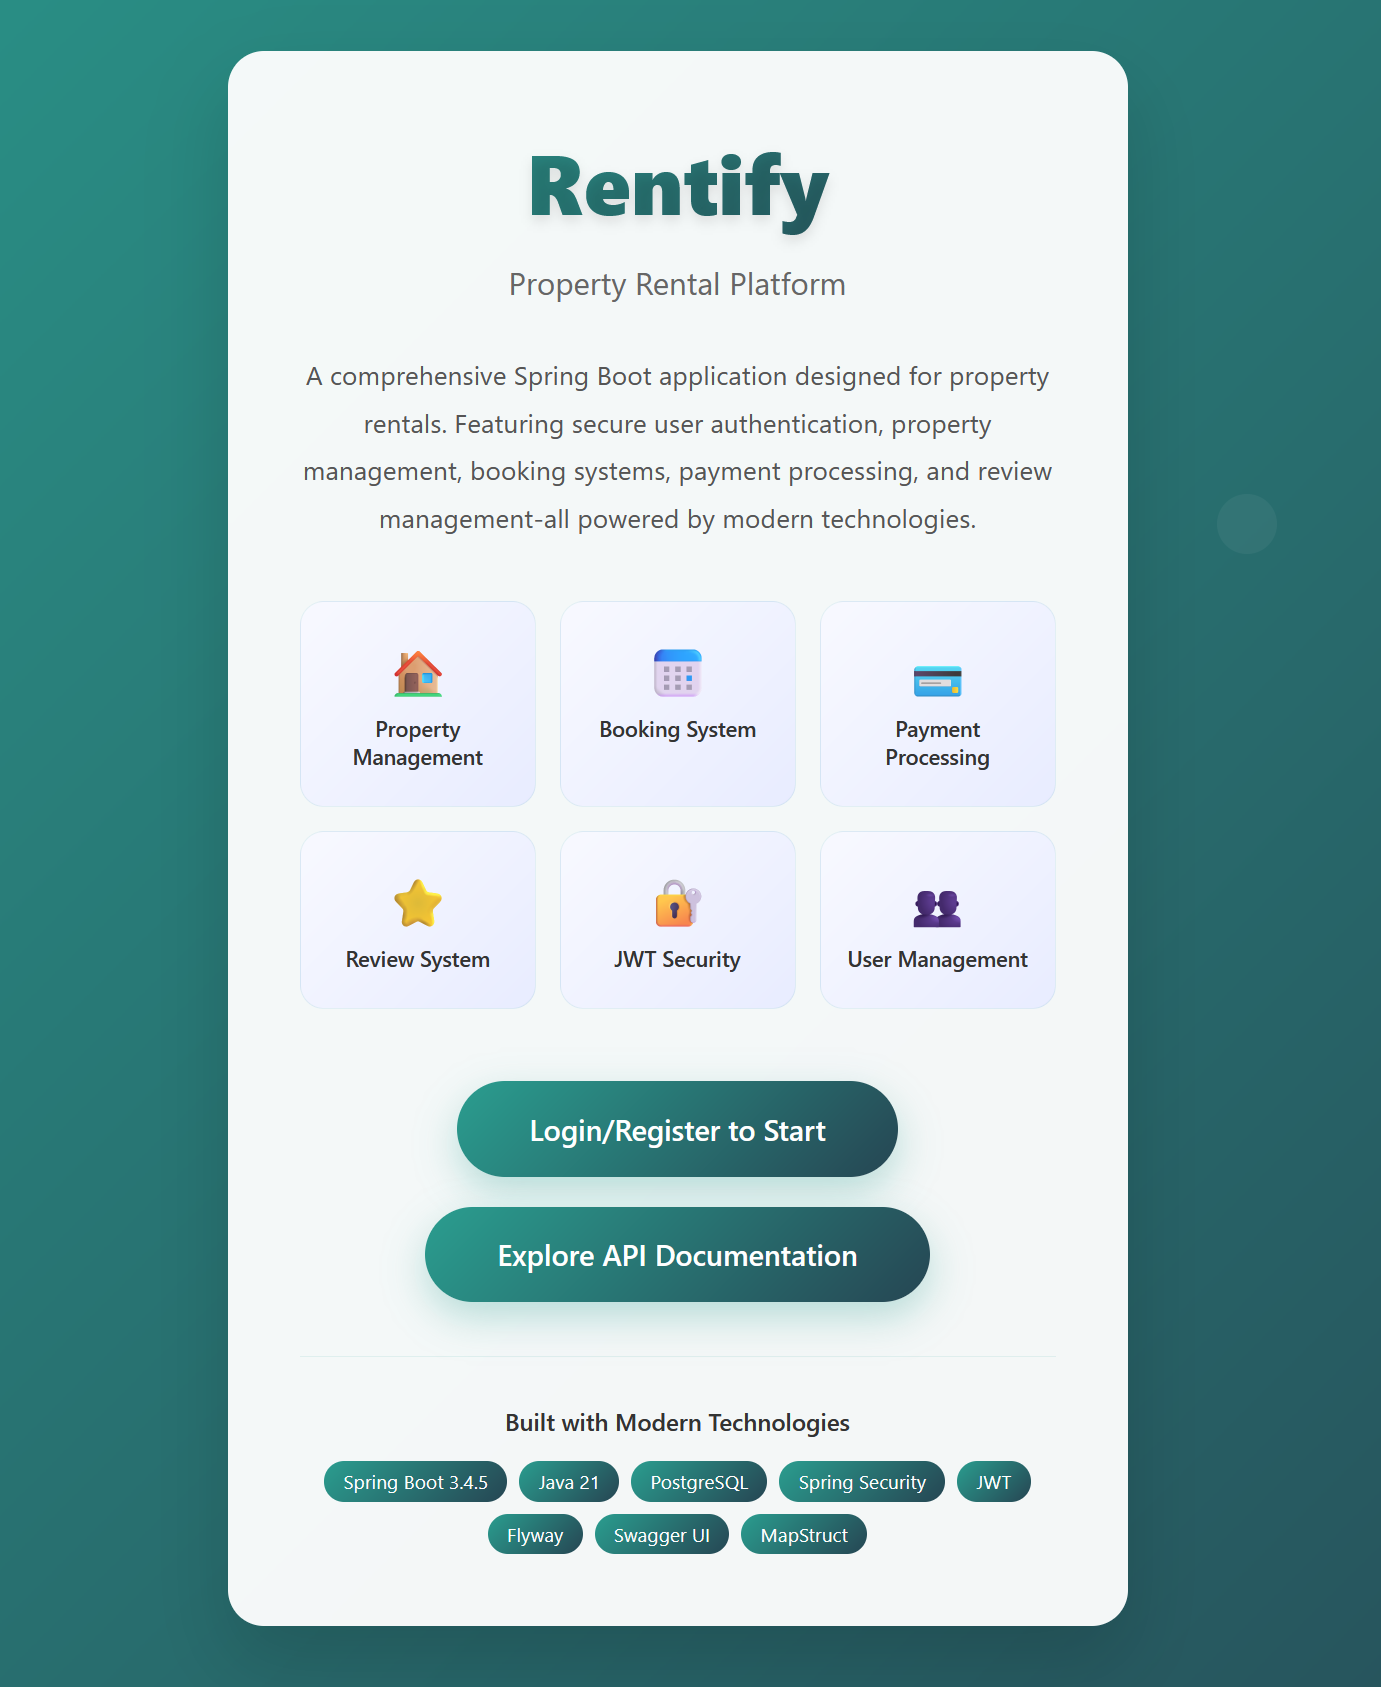 Rentify
Property Rental Platform
A comprehensive Spring Boot application designed for property
rentals. Featuring secure user authentication, property
management, booking systems, payment processing, and review
management-all powered by modern technologies.
Property
Management
Booking System
Payment
Processing
Review System
JWT Security
User Management
Login/Register to Start
Explore API Documentation
Built with Modern Technologies
Spring Boot 3.4.5 Java 21 PostgreSQL Spring Security JWT
Flyway Swagger UI MapStruct